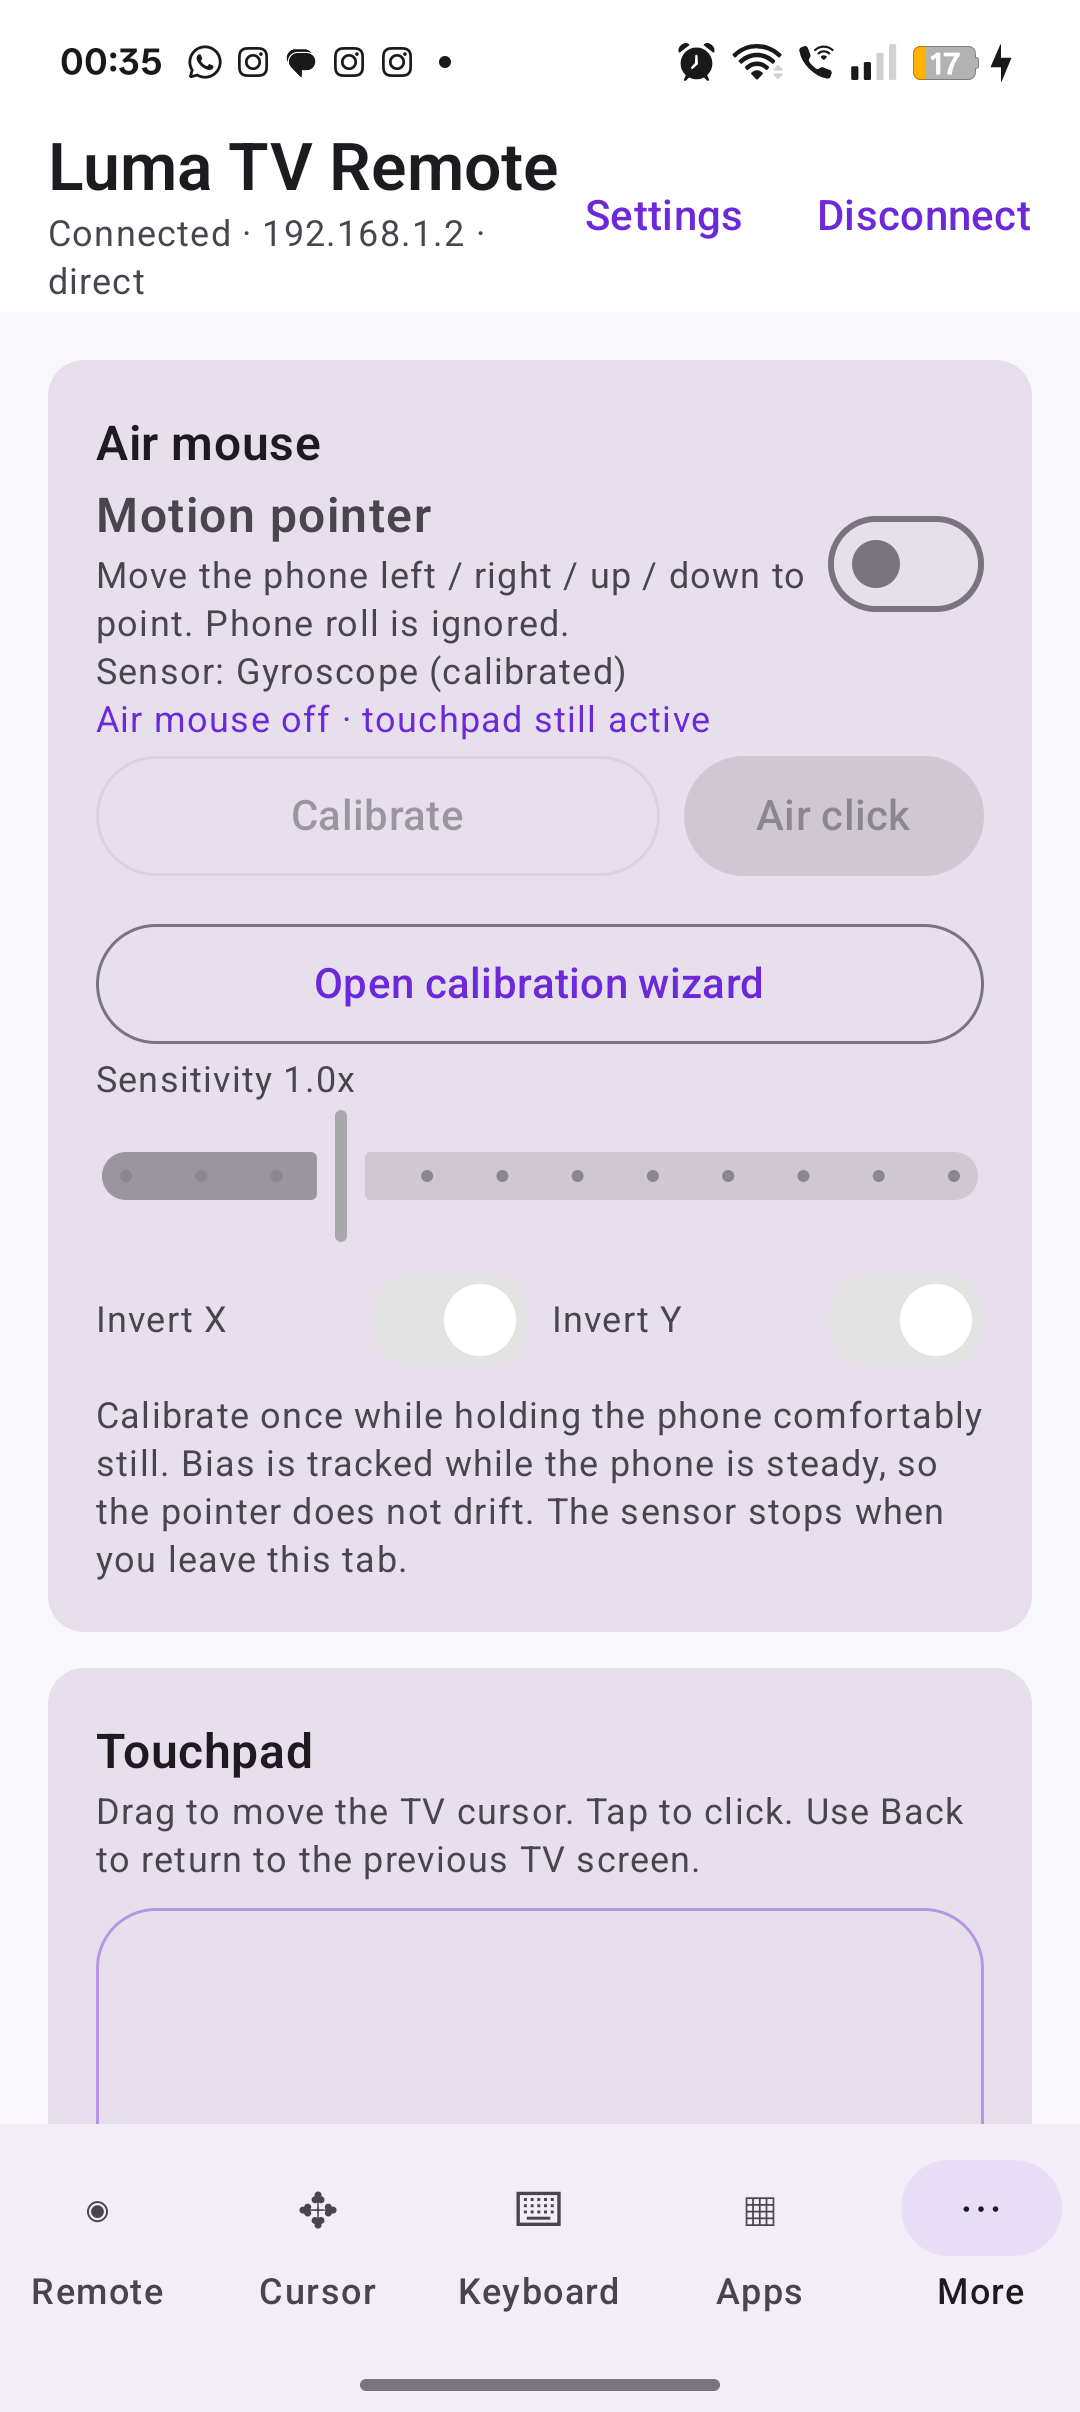 00:35
17
Luma TV Remote
Connected · 192.168.1.2 ·
direct
Settings
Disconnect
Air mouse
Motion pointer
Move the phone left / right / up / down to
point. Phone roll is ignored.
Sensor: Gyroscope (calibrated)
Air mouse off · touchpad still active
Calibrate
Air click
Open calibration wizard
Sensitivity 1.0x
Invert X
Invert Y
Calibrate once while holding the phone comfortably
still. Bias is tracked while the phone is steady, so
the pointer does not drift. The sensor stops when
you leave this tab.
Touchpad
Drag to move the TV cursor. Tap to click. Use Back
to return to the previous TV screen.
Remote
Cursor
Keyboard
Apps
More